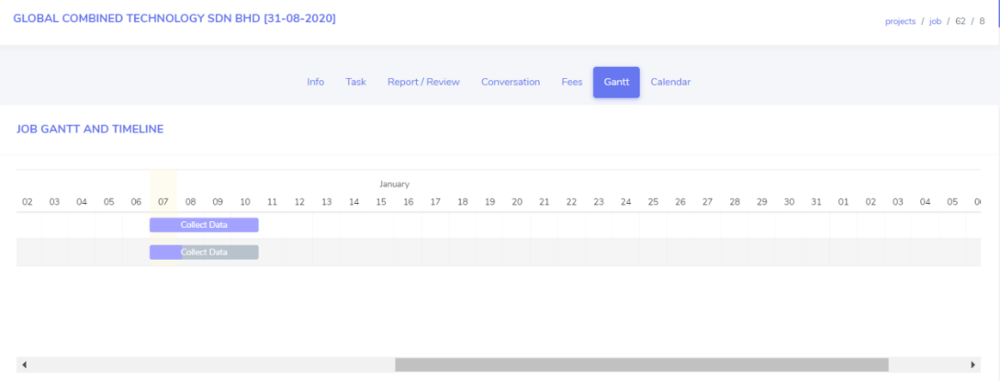 GLOBAL COMBINED TECHNOLOGY SDN BHD [31-08-2020]
projects / job / 62 / 8
Info Task Report / Review Conversation Fees Gantt Calendar
JOB GANTT AND TIMELINE
January
02 03 04 05 06 07 08 09 10 11 12 13 14 15 16 17 18 19 20 21 22 23 24 25 26 27 28 29 30 31 01 02 03 04 05
Collect Data
Collect Data